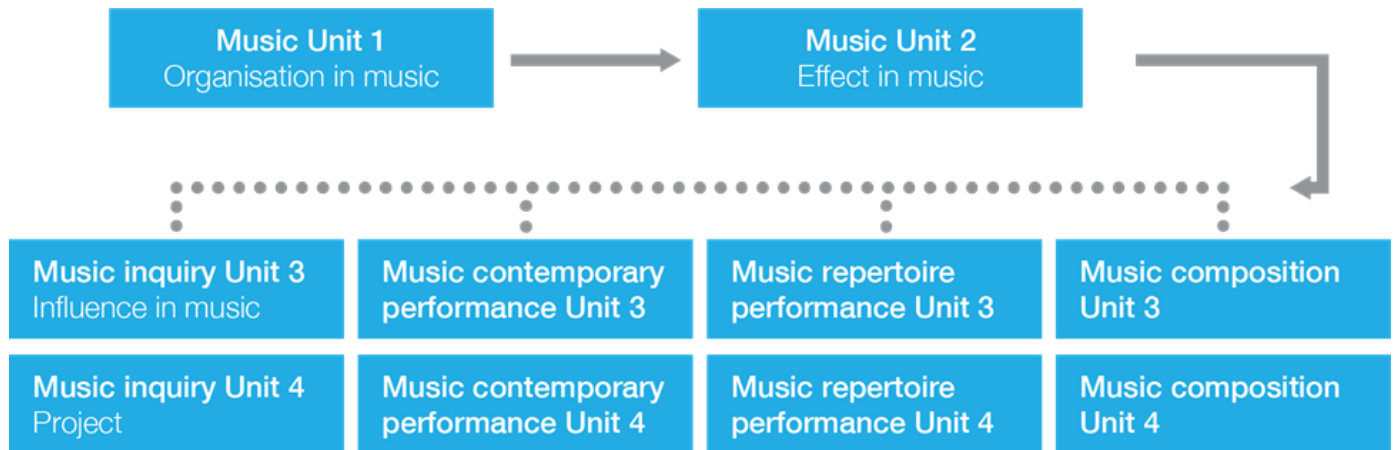 Music Unit 1
Organisation in music
Music Unit 2
Effect in music
Music inquiry Unit 3
Influence in music
Music contemporary
performance Unit 3
Music repertoire
performance Unit 3
Music composition
Unit 3
Music inquiry Unit 4
Project
Music contemporary
performance Unit 4
Music repertoire
performance Unit 4
Music composition
Unit 4